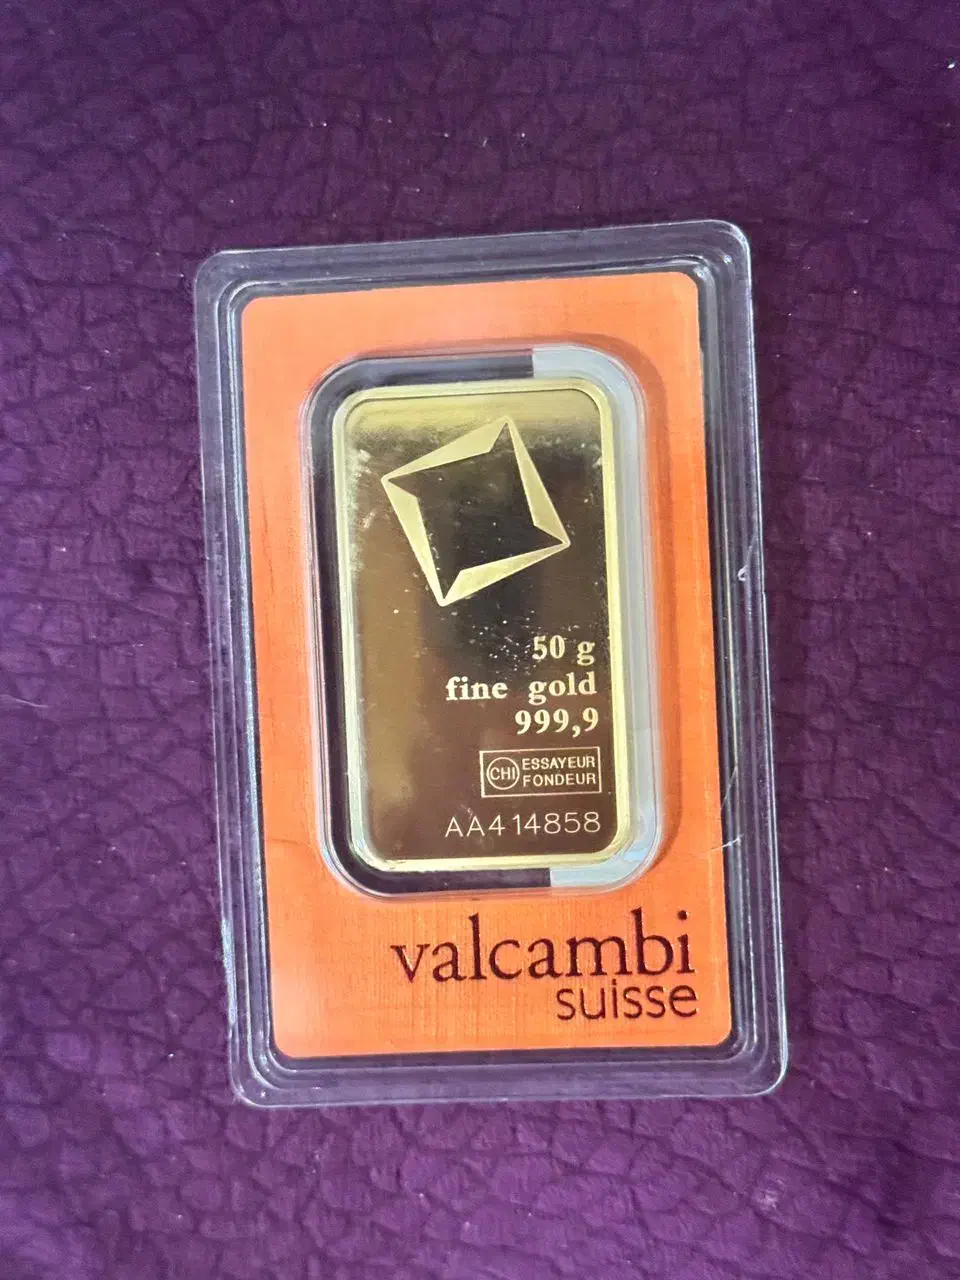 50 g
fine gold
999,9
CHI ESSAYEUR
FONDEUR
AA414858
valcambi
suisse